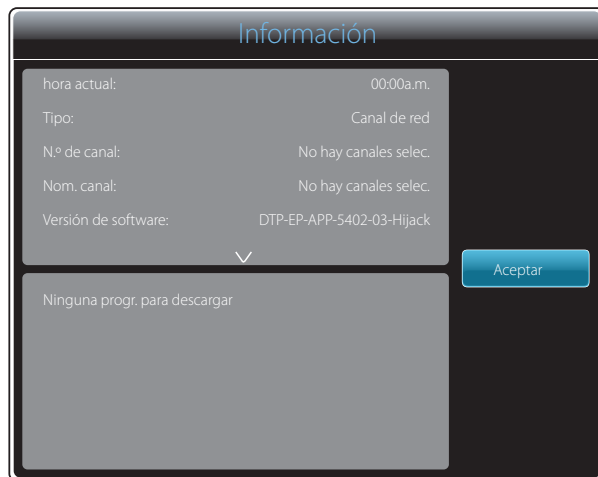 Información
hora actual: 00:00a.m.
Tipo: Canal de red
N.º de canal: No hay canales selec.
Nom. canal: No hay canales selec.
Versión de software: DTP-EP-APP-5402-03-Hijack
Aceptar
Ninguna progr. para descargar